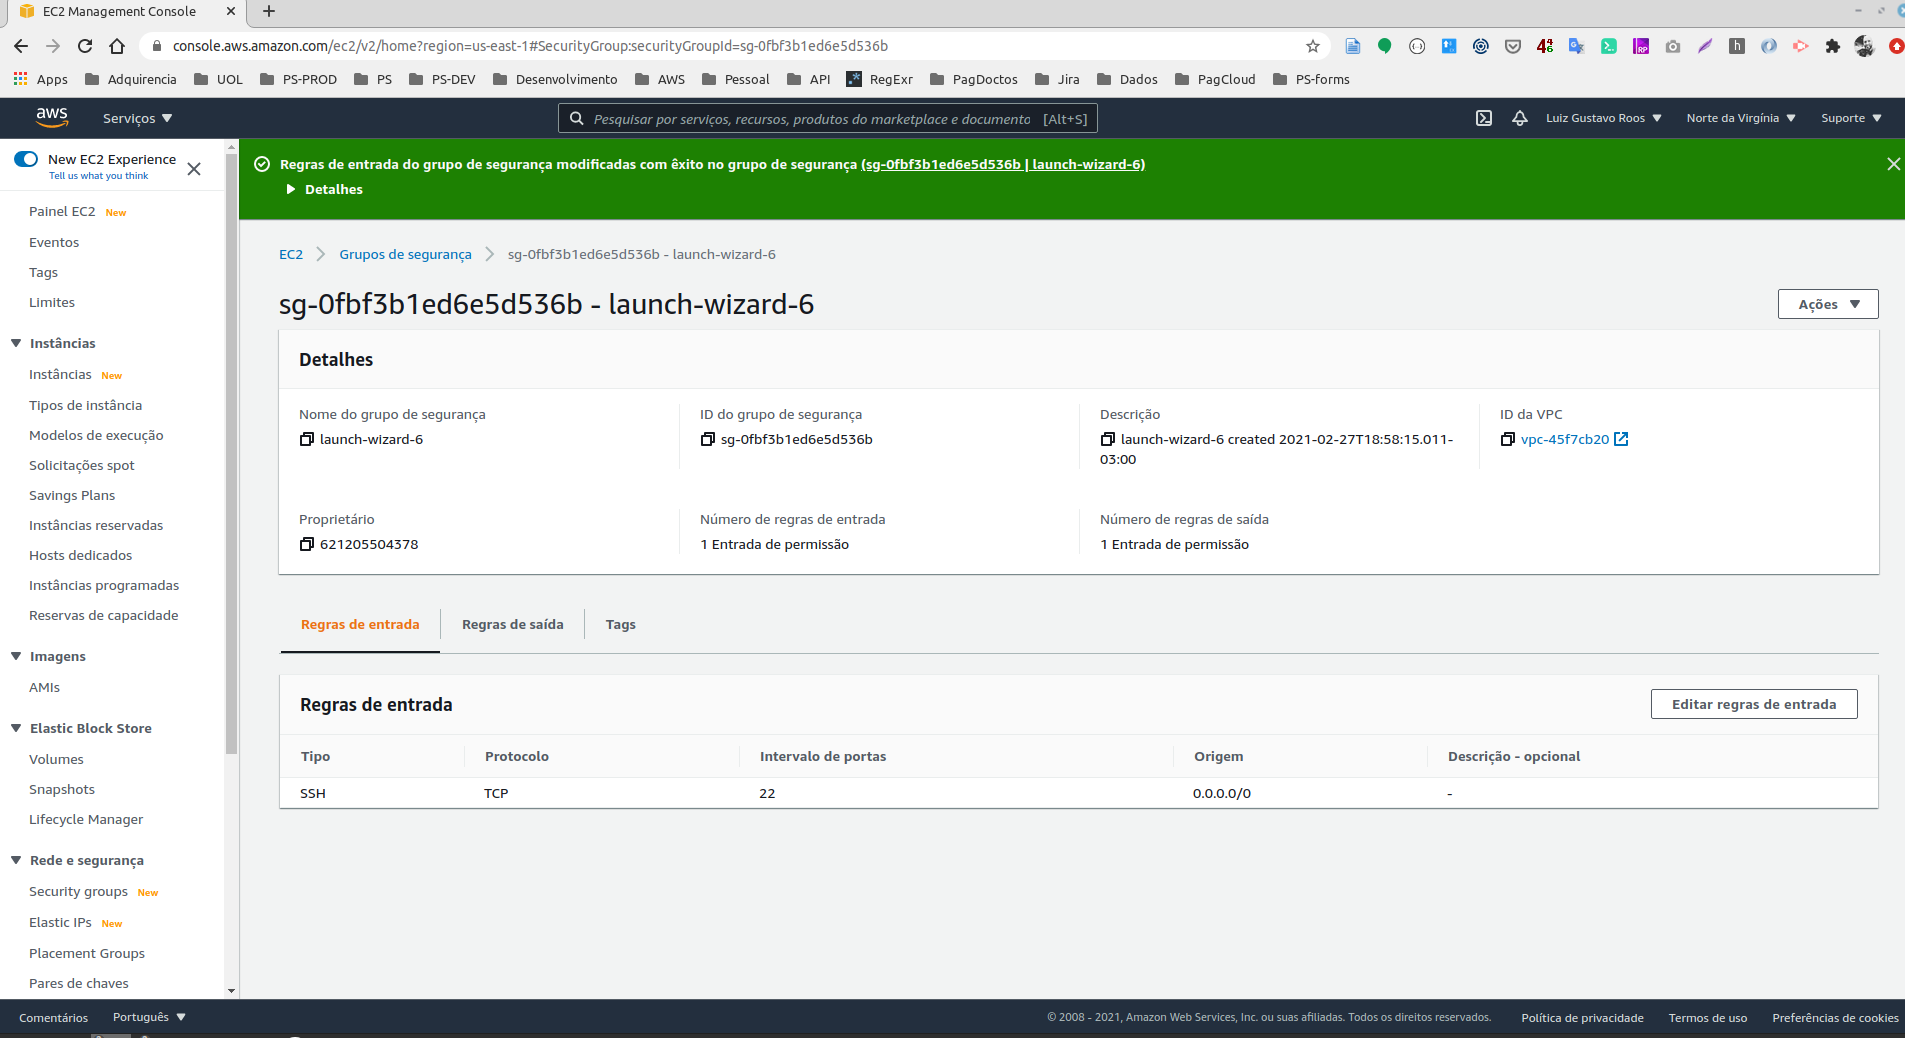 EC2 Management Console
console.aws.amazon.com/ec2/v2/home?region=us-east-1#SecurityGroup:securityGroupId=sg-0fbf3b1ed6e5d536b
Apps Adquirencia UOL PS-PROD PS PS-DEV Desenvolvimento AWS Pessoal API RegExr PagDoctos Jira Dados PagCloud PS-forms
aws Serviços Pesquisar por serviços, recursos, produtos do marketplace e documento [Alt+S] Luiz Gustavo Roos Norte da Virgínia Suporte
New EC2 Experience
Tell us what you think
Regras de entrada do grupo de segurança modificadas com êxito no grupo de segurança (sg-0fbf3b1ed6e5d536b | launch-wizard-6)
Detalhes
Painel EC2 New
Eventos
Tags
Limites
Instâncias
Instâncias New
Tipos de instância
Modelos de execução
Solicitações spot
Savings Plans
Instâncias reservadas
Hosts dedicados
Instâncias programadas
Reservas de capacidade
Imagens
AMIs
Elastic Block Store
Volumes
Snapshots
Lifecycle Manager
Rede e segurança
Security groups New
Elastic IPs New
Placement Groups
Pares de chaves
EC2 Grupos de segurança sg-0fbf3b1ed6e5d536b - launch-wizard-6
sg-0fbf3b1ed6e5d536b - launch-wizard-6
Ações
Detalhes
Nome do grupo de segurança
launch-wizard-6
ID do grupo de segurança
sg-0fbf3b1ed6e5d536b
Descrição
launch-wizard-6 created 2021-02-27T18:58:15.011-
03:00
ID da VPC
vpc-45f7cb20
Proprietário
621205504378
Número de regras de entrada
1 Entrada de permissão
Número de regras de saída
1 Entrada de permissão
Regras de entrada Regras de saída Tags
Regras de entrada
Editar regras de entrada
Tipo Protocolo Intervalo de portas Origem Descrição - opcional
SSH TCP 22 0.0.0.0/0 -
Comentários Português © 2008 - 2021, Amazon Web Services, Inc. ou suas afiliadas. Todos os direitos reservados. Política de privacidade Termos de uso Preferências de cookies